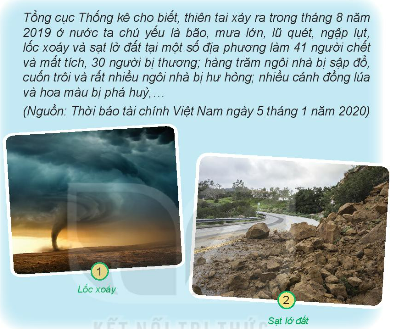 Tổng cục Thống kê cho biết, thiên tai xảy ra trong tháng 8 năm
2019 ở nước ta chủ yếu là bão, mưa lớn, lũ quét, ngập lụt,
lốc xoáy và sạt lở đất tại một số địa phương làm 41 người chết
và mất tích, 30 người bị thương; hàng trăm ngôi nhà bị sập đổ,
cuốn trôi và rất nhiều ngôi nhà bị hư hỏng; nhiều cánh đồng lúa
và hoa màu bị phá huỷ,...
(Nguồn: Thời báo tài chính Việt Nam ngày 5 tháng 1 năm 2020)
1
Lốc xoáy
2
Sạt lở đất
KẾT NỐI TRI THỨC